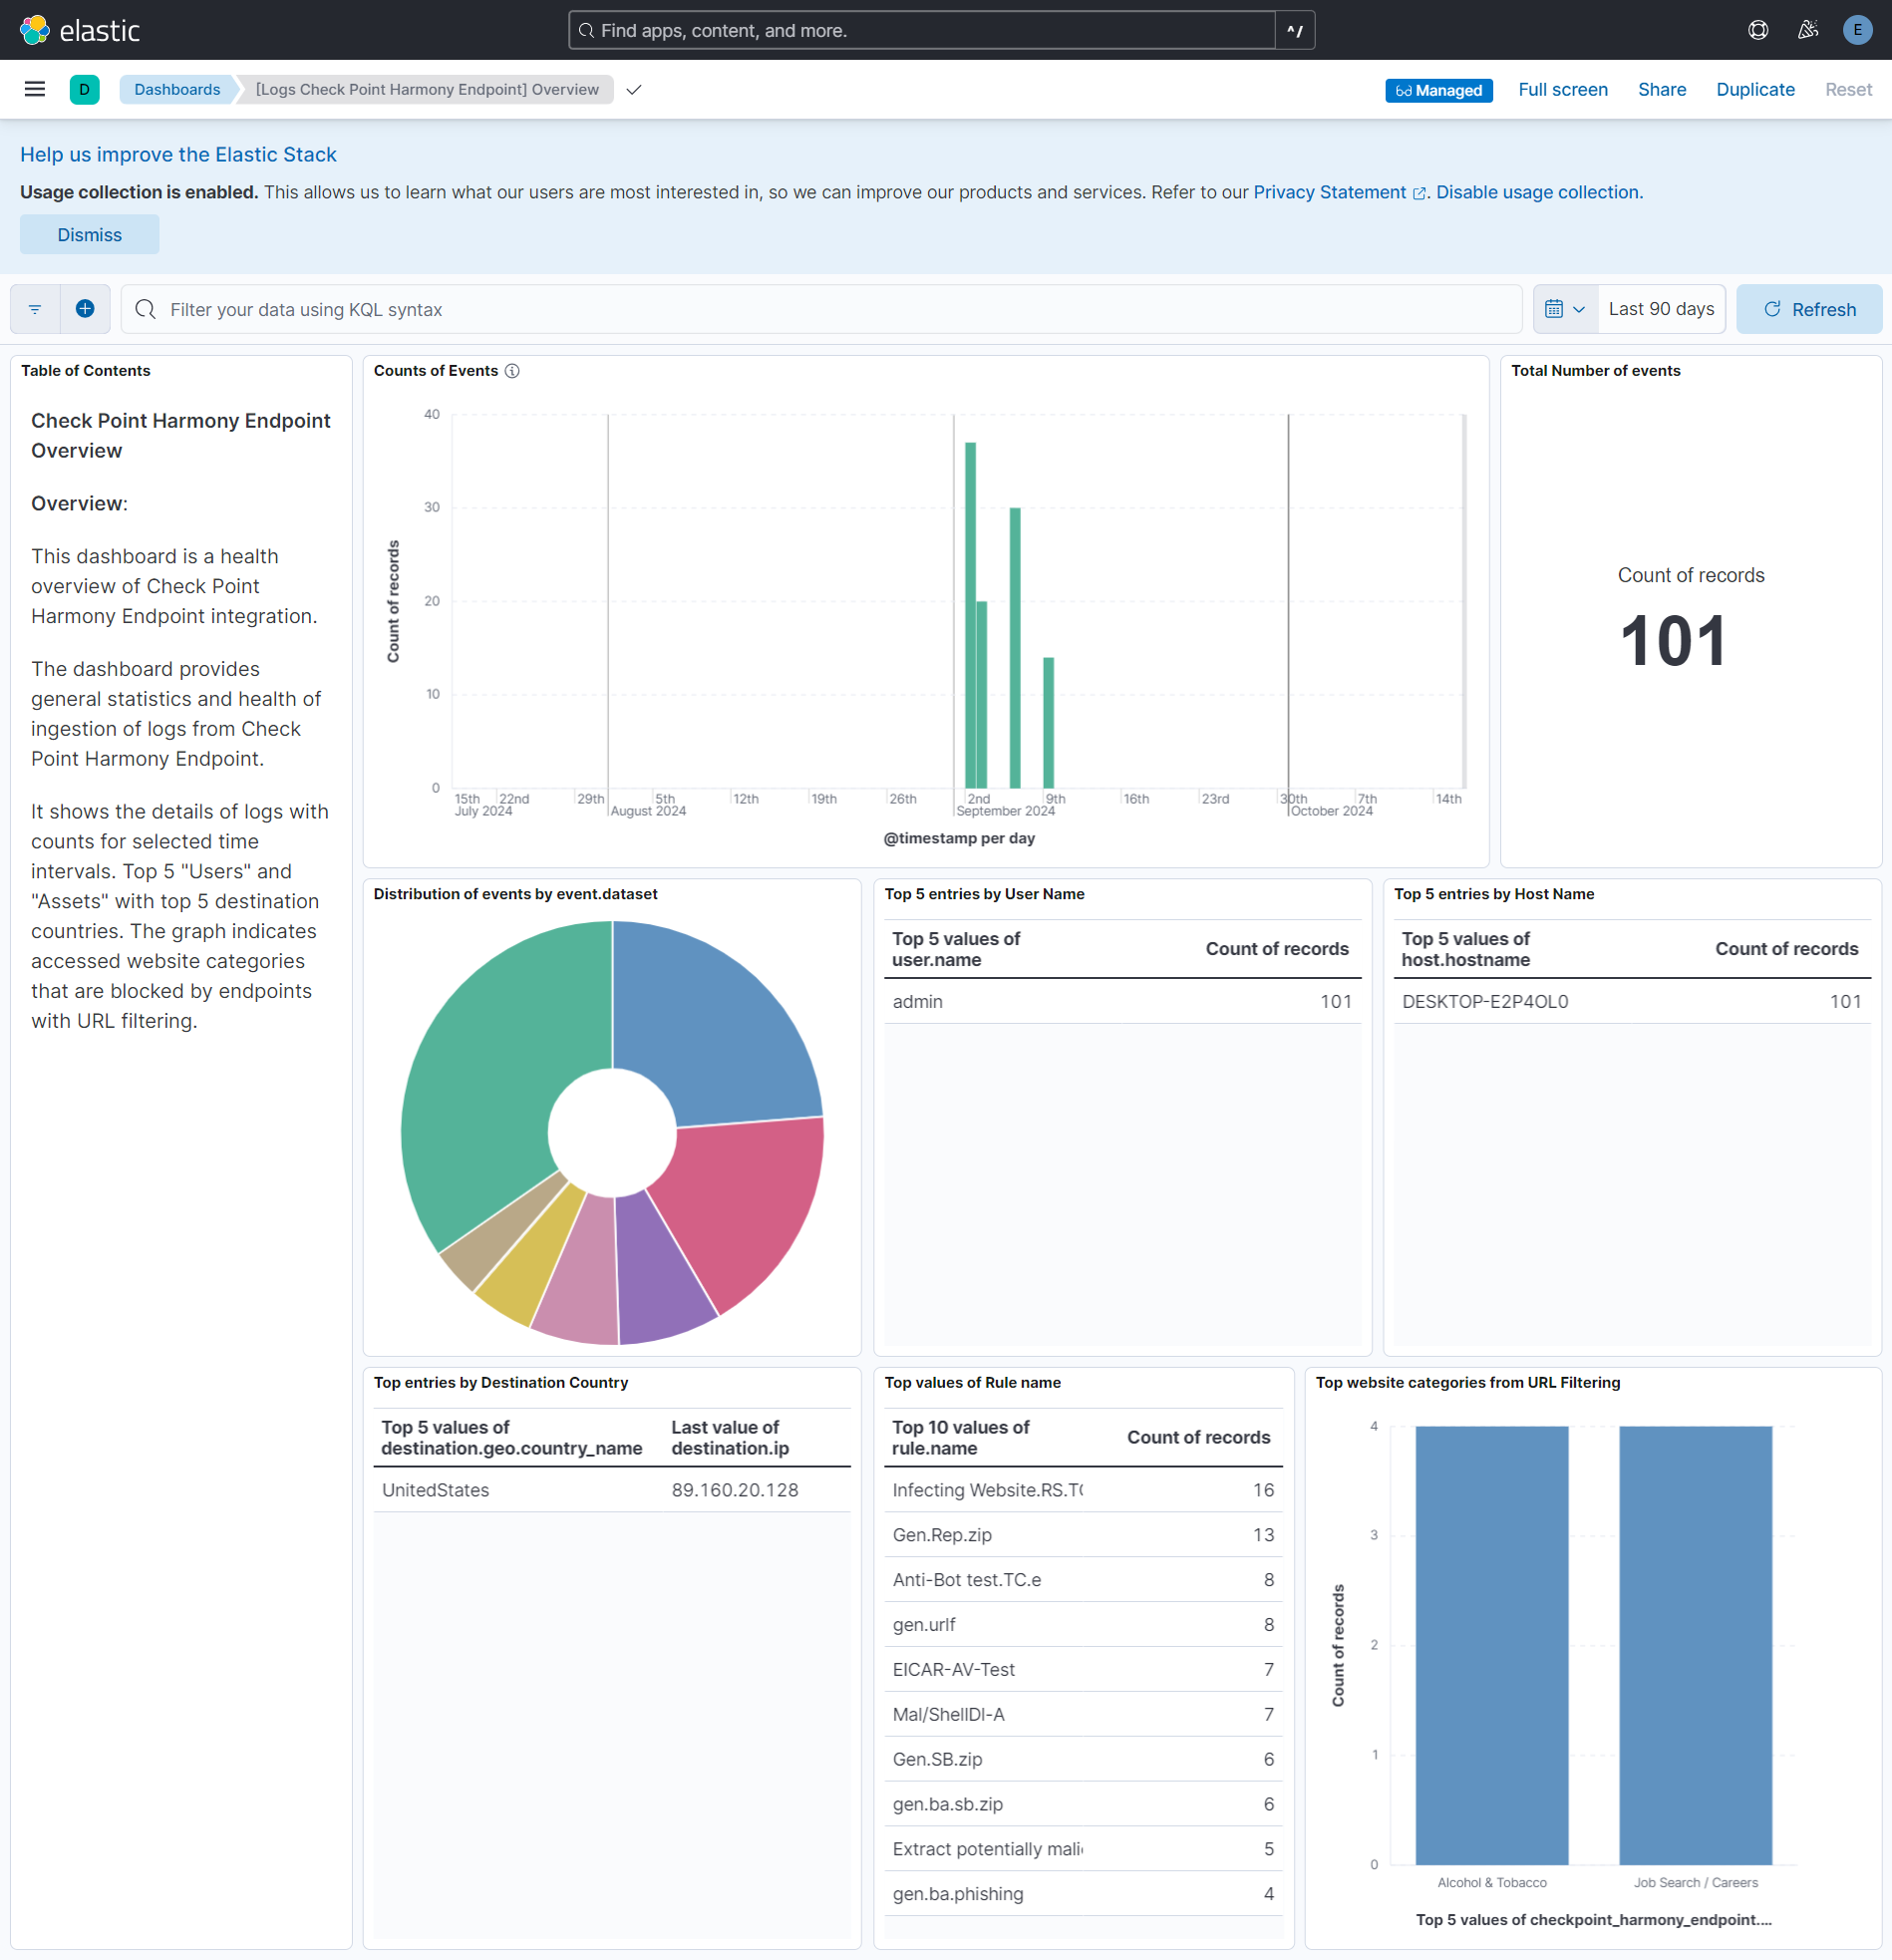 elastic
Find apps, content, and more.
^/
E
D
Dashboards
[Logs Check Point Harmony Endpoint] Overview
Managed
Full screen
Share
Duplicate
Reset
Help us improve the Elastic Stack
Usage collection is enabled. This allows us to learn what our users are most interested in, so we can improve our products and services. Refer to our Privacy Statement. Disable usage collection.
Dismiss
Filter your data using KQL syntax
Last 90 days
Refresh
Table of Contents
Check Point Harmony Endpoint
Overview
Overview:
This dashboard is a health
overview of Check Point
Harmony Endpoint integration.
The dashboard provides
general statistics and health of
ingestion of logs from Check
Point Harmony Endpoint.
It shows the details of logs with
counts for selected time
intervals. Top 5 "Users" and
"Assets" with top 5 destination
countries. The graph indicates
accessed website categories
that are blocked by endpoints
with URL filtering.
Counts of Events
40
30
20
10
0
Count of records
15th 22nd 29th 5th 12th 19th 26th 2nd 9th 16th 23rd 30th 7th 14th
July 2024 August 2024 September 2024 October 2024
@timestamp per day
Total Number of events
Count of records
101
Distribution of events by event.dataset
Top 5 entries by User Name
Top 5 values of
user.name
Count of records
admin 101
Top 5 entries by Host Name
Top 5 values of
host.hostname
Count of records
DESKTOP-E2P4OL0 101
Top entries by Destination Country
Top 5 values of
destination.geo.country_name
Last value of
destination.ip
UnitedStates 89.160.20.128
Top values of Rule name
Top 10 values of
rule.name
Count of records
Infecting Website.RS.TC 16
Gen.Rep.zip 13
Anti-Bot test.TC.e 8
gen.urlf 8
EICAR-AV-Test 7
Mal/ShellDl-A 7
Gen.SB.zip 6
gen.ba.sb.zip 6
Extract potentially mali 5
gen.ba.phishing 4
Top website categories from URL Filtering
4
3
2
1
0
Count of records
Alcohol & Tobacco
Job Search / Careers
Top 5 values of checkpoint_harmony_endpoint....